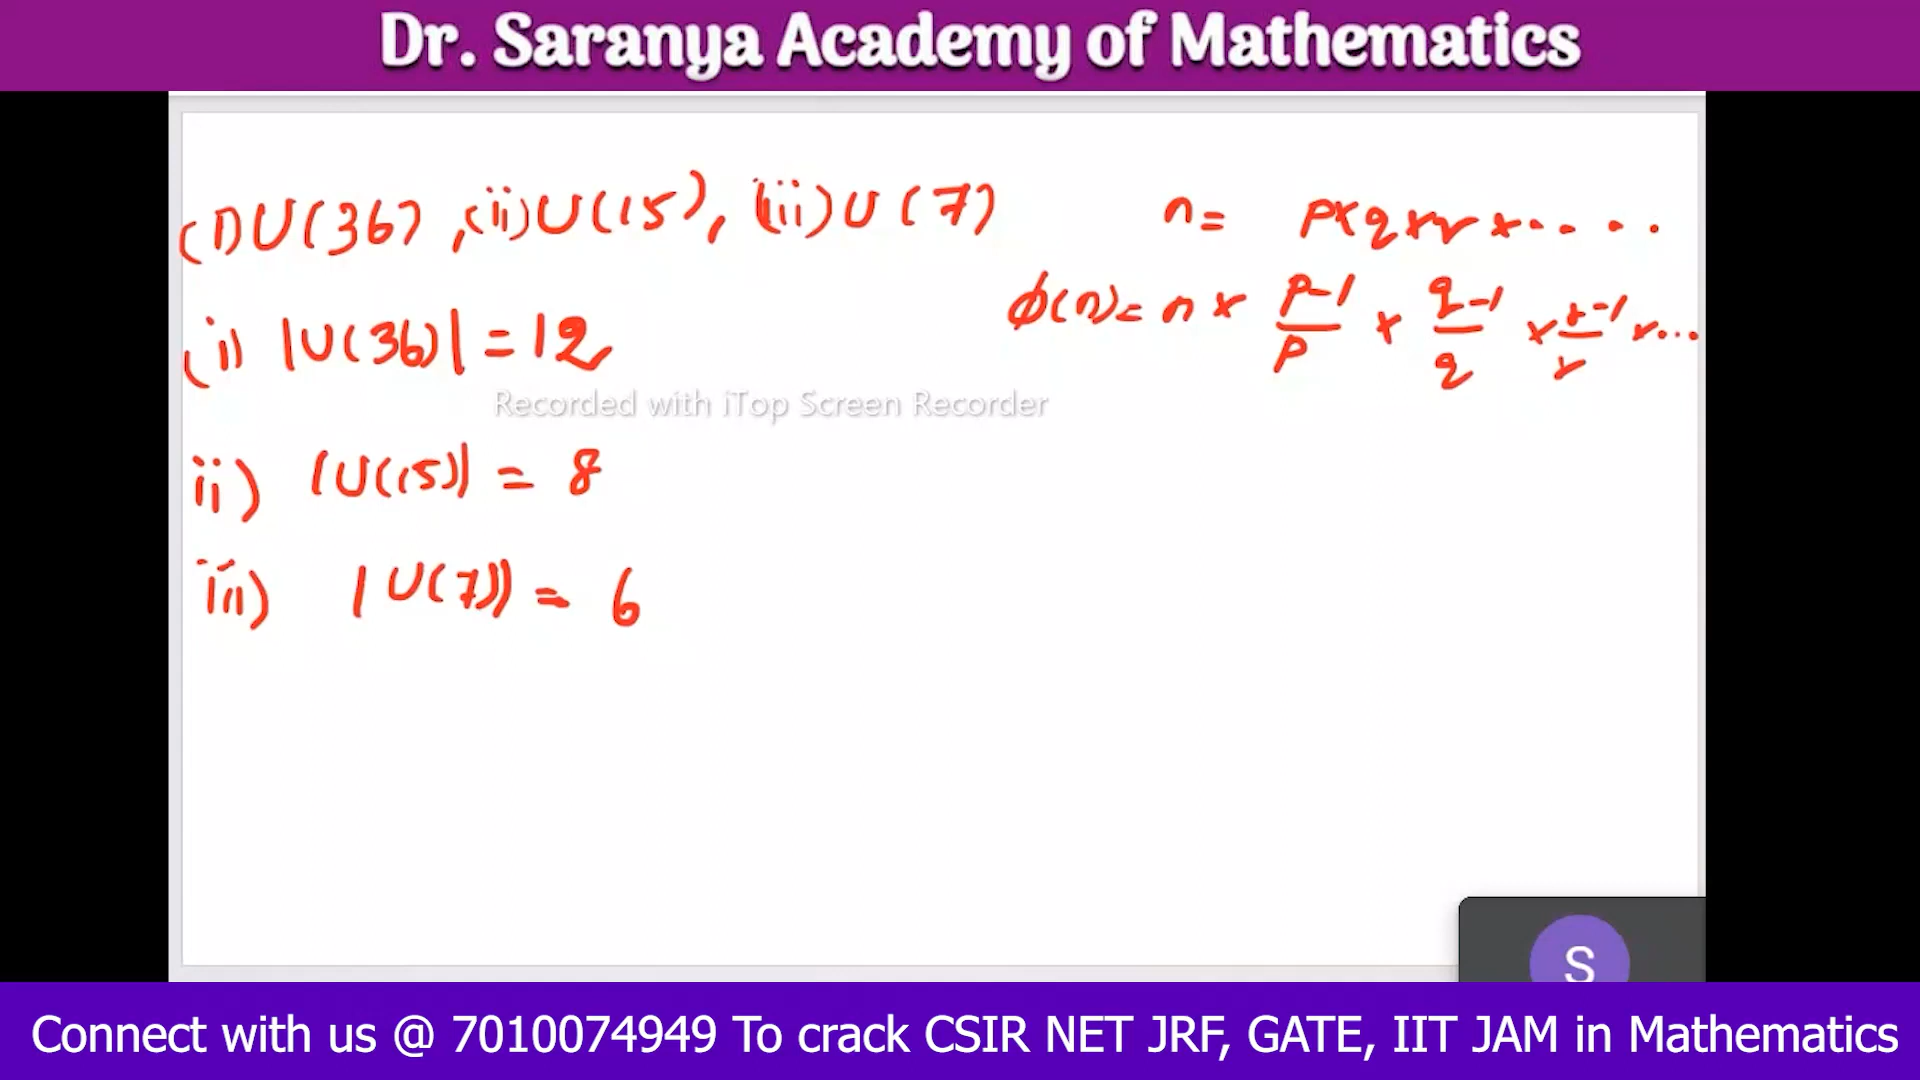 Dr. Saranya Academy of Mathematics
(i) U(36), (ii) U(15), (iii) U(7)
n = p×q×r×.....
φ(n) = n × p-1/p × q-1/q × r-1/r ×...
(i) |U(36)| = 12
Recorded with iTop Screen Recorder
ii) |U(15)| = 8
iii) |U(7)| = 6
S
Connect with us @ 7010074949 To crack CSIR NET JRF, GATE, IIT JAM in Mathematics